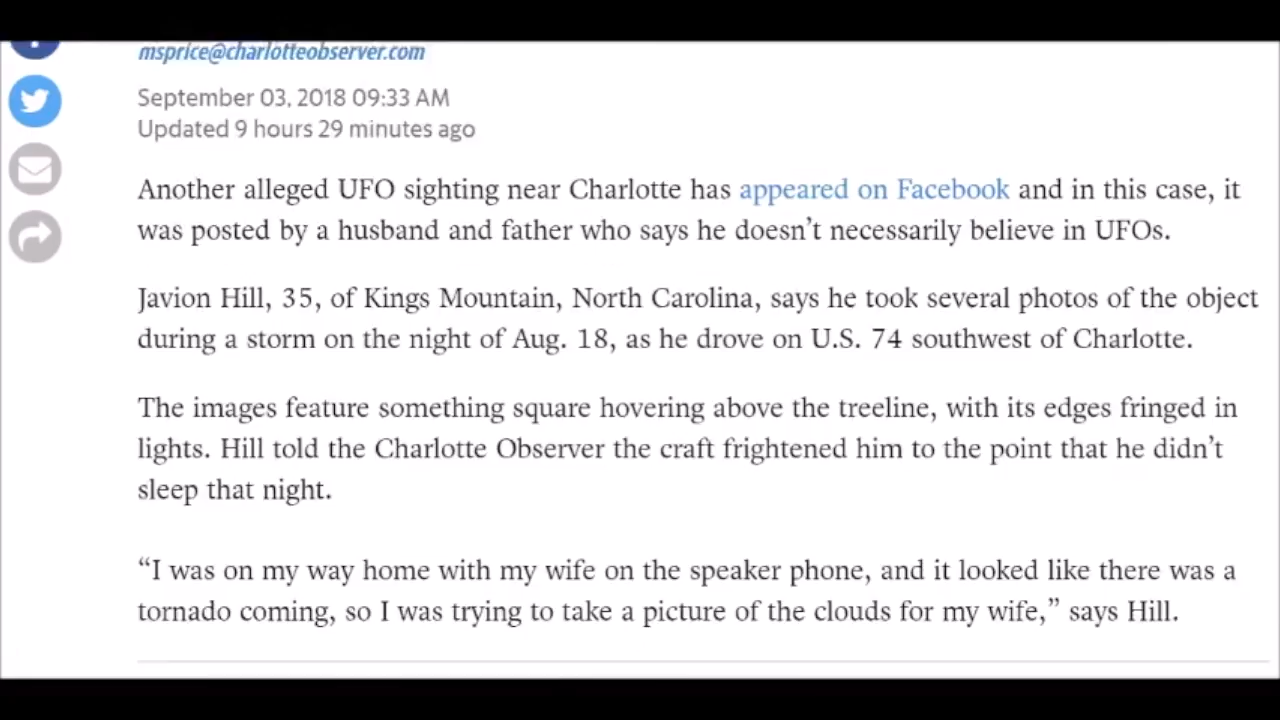 msprice@charlotteobserver.com
September 03, 2018 09:33 AM
Updated 9 hours 29 minutes ago
Another alleged UFO sighting near Charlotte has appeared on Facebook and in this case, it
was posted by a husband and father who says he doesn’t necessarily believe in UFOs.
Javion Hill, 35, of Kings Mountain, North Carolina, says he took several photos of the object
during a storm on the night of Aug. 18, as he drove on U.S. 74 southwest of Charlotte.
The images feature something square hovering above the treeline, with its edges fringed in
lights. Hill told the Charlotte Observer the craft frightened him to the point that he didn’t
sleep that night.
“I was on my way home with my wife on the speaker phone, and it looked like there was a
tornado coming, so I was trying to take a picture of the clouds for my wife,” says Hill.